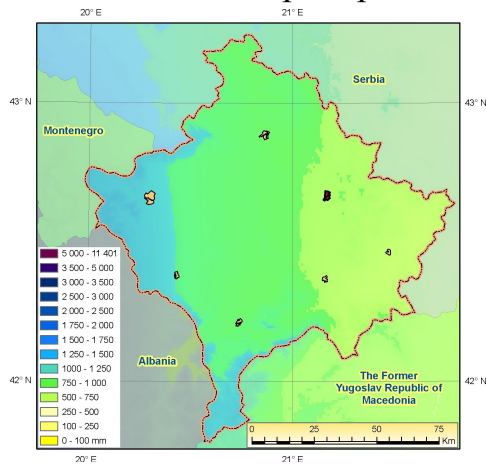 20° E
21° E
Serbia
43° N
43° N
Montenegro
5 000 - 11 401
3 500 - 5 000
3 000 - 3 500
2 500 - 3 000
2 000 - 2 500
1 750 - 2 000
1 500 - 1 750
1 250 - 1 500
1000 - 1 250
750 - 1 000
500 - 750
250 - 500
100 - 250
0 - 100 mm
Albania
42° N
42° N
The Former
Yugoslav Republic of
Macedonia
0 25 50 75
Km
20° E
21° E